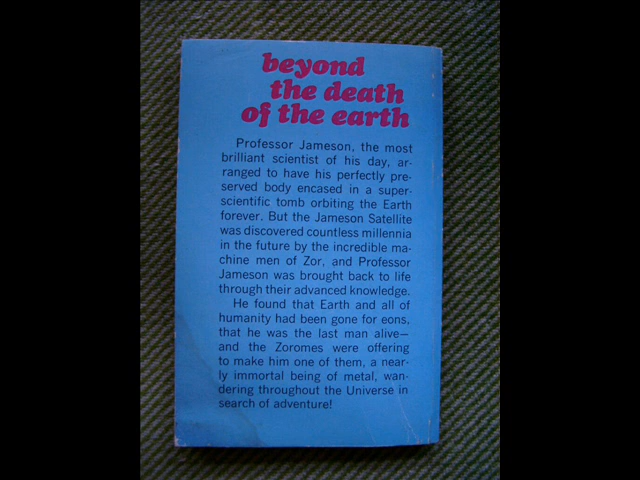 beyond
the death
of the earth
Professor Jameson, the most
brilliant scientist of his day, ar-
ranged to have his perfectly pre-
served body encased in a super-
scientific tomb orbiting the Earth
forever. But the Jameson Satellite
was discovered countless millennia
in the future by the incredible ma-
chine men of Zor, and Professor
Jameson was brought back to life
through their advanced knowledge.
He found that Earth and all of
humanity had been gone for eons,
that he was the last man alive—
and the Zoromes were offering
to make him one of them, a near-
ly immortal being of metal, wan-
dering throughout the Universe in
search of adventure!